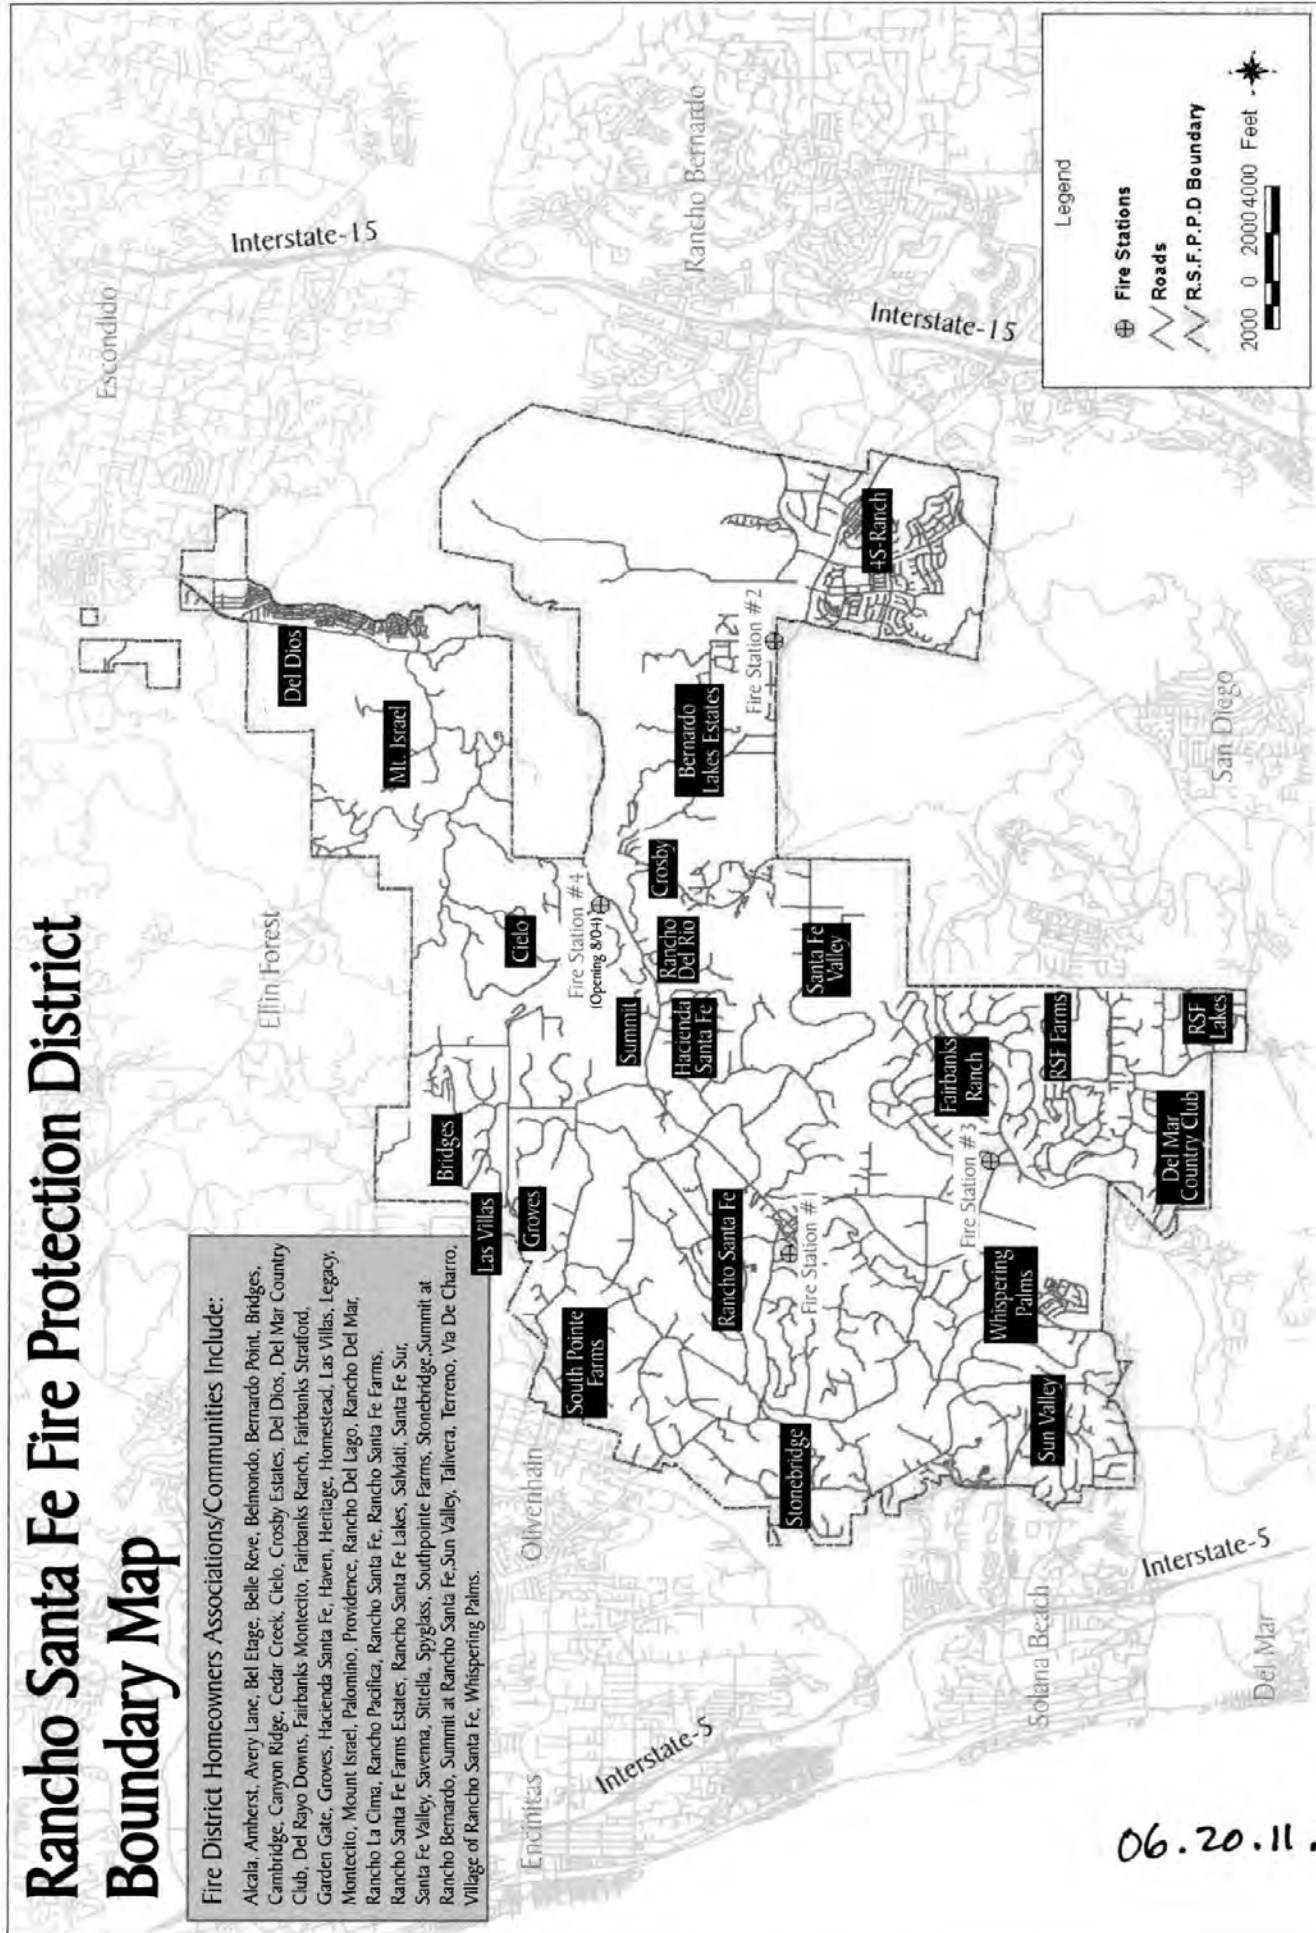 Rancho Santa Fe Fire Protection District
Boundary Map
Fire District Homeowners Associations/Communities Include:
Alcala, Amherst, Avery Lane, Bel Etage, Belle Reve, Belmondo, Bernardo Point, Bridges,
Cambridge, Canyon Ridge, Cedar Creek, Cielo, Crosby Estates, Del Dios, Del Mar Country
Club, Del Rayo Downs, Fairbanks Montecito, Fairbanks Ranch, Fairbanks Stratford,
Garden Gate, Groves, Hacienda Santa Fe, Haven, Heritage, Homestead, Las Villas, Legacy,
Montecito, Mount Israel, Palomino, Providence, Rancho Del Lago, Rancho Del Mar,
Rancho La Cima, Rancho Pacifica, Rancho Santa Fe, Rancho Santa Fe Farms,
Rancho Santa Fe Farms Estates, Rancho Santa Fe Lakes, Salviati, Santa Fe Sur,
Santa Fe Valley, Savenna, Sittella, Spyglass, Southpointe Farms, Stonebridge,Summit at
Rancho Bernardo, Summit at Rancho Santa Fe,Sun Valley, Talivera, Terreno, Via De Charro,
Village of Rancho Santa Fe, Whispering Palms.
Escondido
Interstate-15
Elfin Forest
Del Dios
Mt. Israel
Bridges
Las Villas
Groves
Cielo
Fire Station #4
(Opening 8/04)
South Pointe
Farms
Olivenhain
Encinitas
Interstate-5
Summit
Rancho
Del Rio
Crosby
Hacienda
Santa Fe
Bernardo
Lakes Estates
Rancho Bernardo
Rancho Santa Fe
Fire Station #1
Fire Station #2
Stonebridge
Santa Fe
Valley
4S-Ranch
Interstate-15
Fairbanks
Ranch
Fire Station #3
Whispering
Palms
RSF Farms
Sun Valley
Solana Beach
Interstate-5
Del Mar
Country Club
RSF
Lakes
San Diego
Del Mar
Legend
Fire Stations
Roads
R.S.F.P.P.D Boundary
2000 0 2000 4000 Feet
06.20.11.